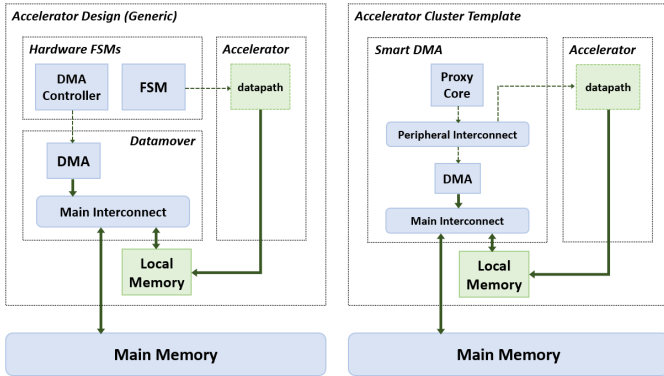 Accelerator Design (Generic)
Hardware FSMs
Accelerator
DMA
Controller
FSM
datapath
Datamover
DMA
Main Interconnect
Local
Memory
Main Memory
Accelerator Cluster Template
Smart DMA
Accelerator
Proxy
Core
datapath
Peripheral Interconnect
DMA
Main Interconnect
Local
Memory
Main Memory